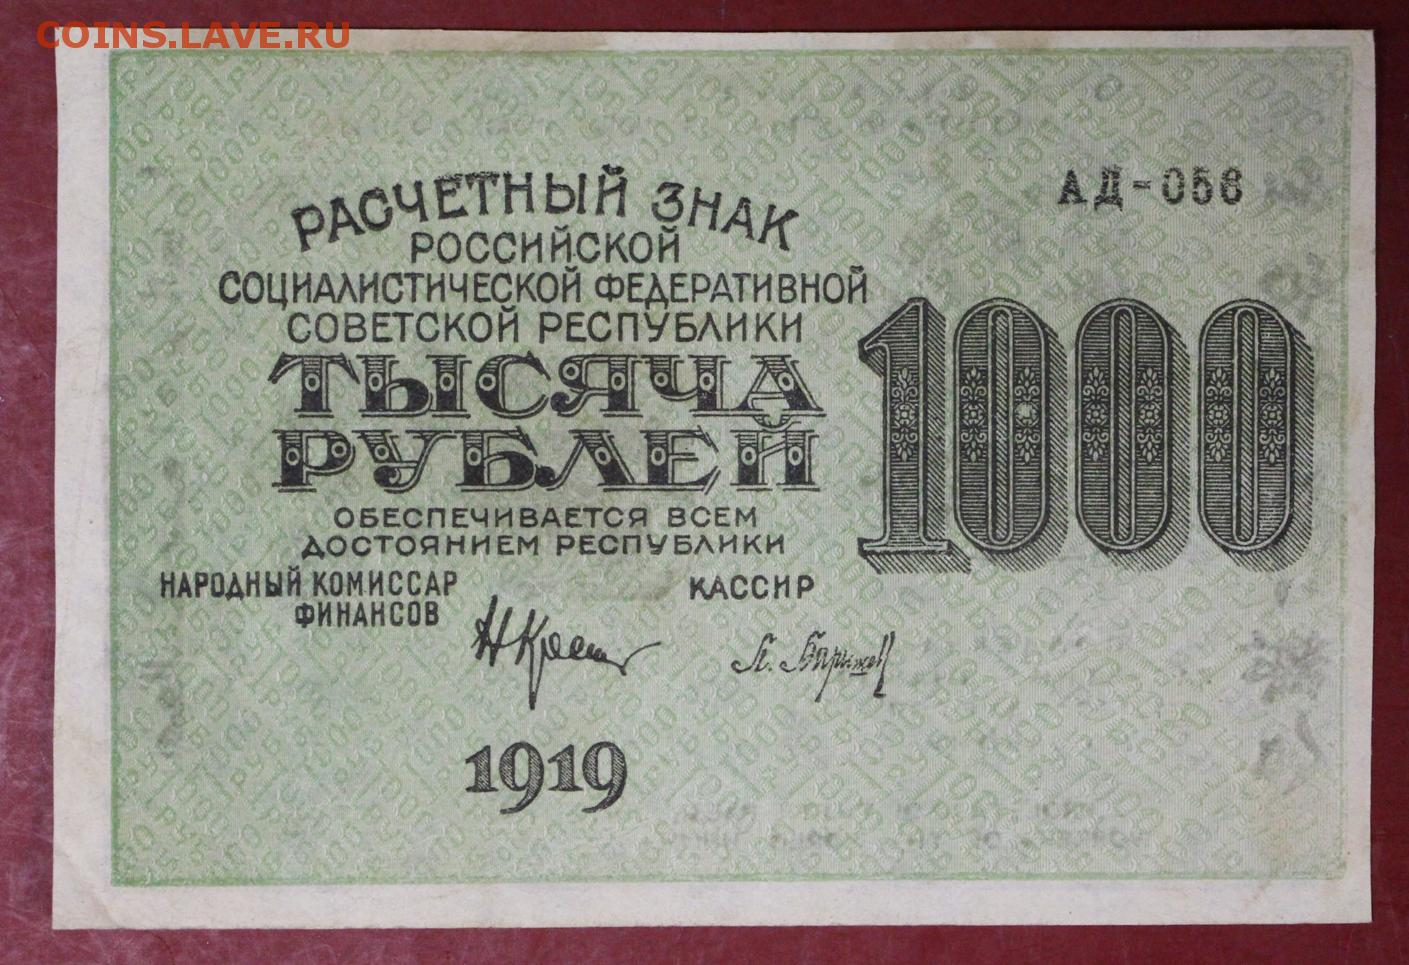 COINS.LAVE.RU
РАСЧЕТНЫЙ ЗНАК
АД-056
РОССИЙСКОЙ
СОЦИАЛИСТИЧЕСКОЙ ФЕДЕРАТИВНОЙ
СОВЕТСКОЙ РЕСПУБЛИКИ
ТЫСЯЧА
РУБЛЕЙ
1000
ОБЕСПЕЧИВАЕТСЯ ВСЕМ
ДОСТОЯНИЕМ РЕСПУБЛИКИ
НАРОДНЫЙ КОМИССАР
ФИНАНСОВ
КАССИР
1919